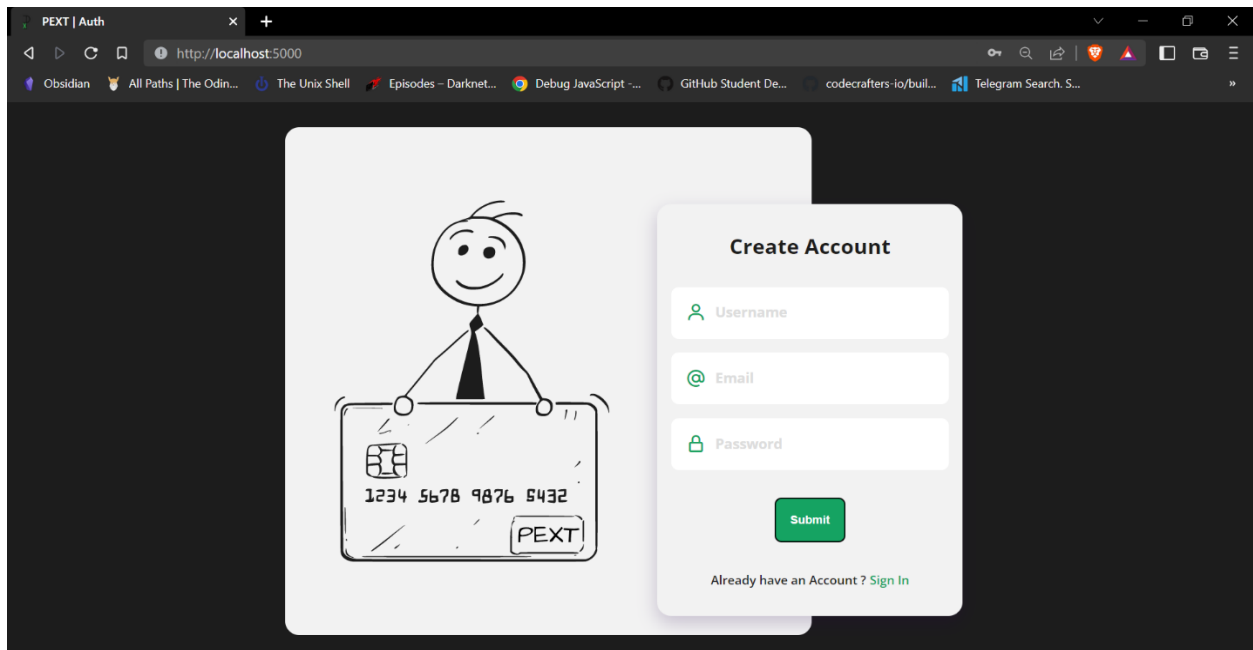 PEXT | Auth
http://localhost:5000
Obsidian
All Paths | The Odin...
The Unix Shell
Episodes – Darknet...
Debug JavaScript -...
GitHub Student De...
codecrafters-io/buil...
Telegram Search. S...
»
Create Account
Username
@ Email
Password
Submit
Already have an Account ? Sign In
1234 5678 9876 5432
PEXT